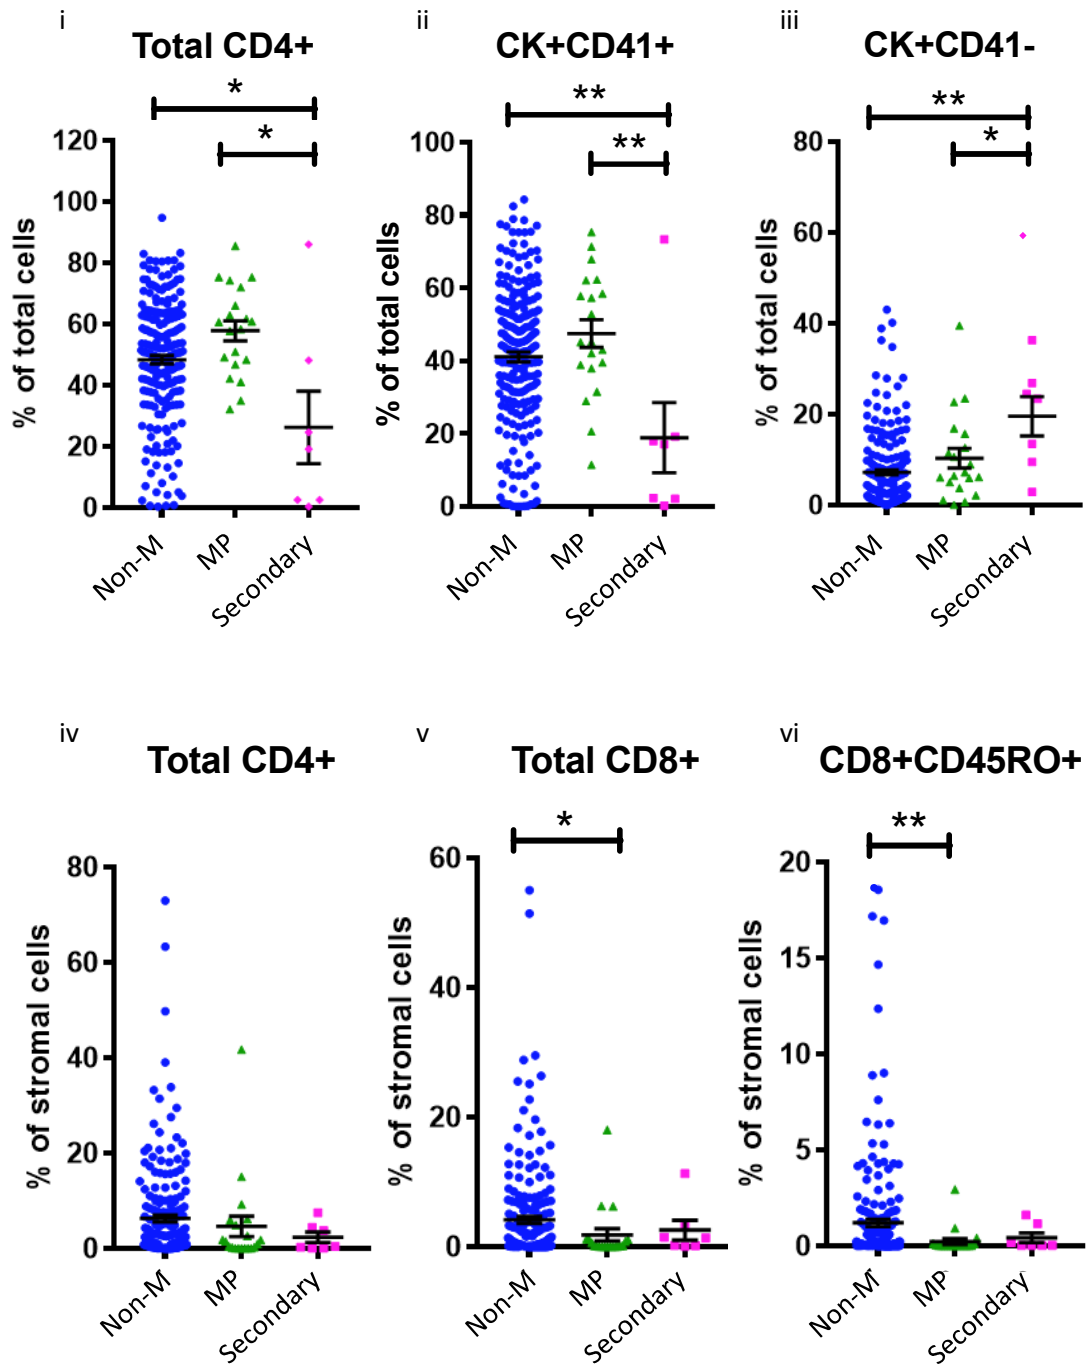 i
Total CD4+
*
*
% of total cells
120
100
80
60
40
20
0
Non-M
MP
Secondary
ii
CK+CD41+
**
**
% of total cells
100
80
60
40
20
0
Non-M
MP
Secondary
iii
CK+CD41-
**
*
% of total cells
80
60
40
20
0
Non-M
MP
Secondary
iv
Total CD4+
% of stromal cells
80
60
40
20
0
Non-M
MP
Secondary
v
Total CD8+
*
% of stromal cells
60
40
20
0
Non-M
MP
Secondary
vi
CD8+CD45RO+
**
% of stromal cells
20
15
10
5
0
Non-M
MP
Secondary